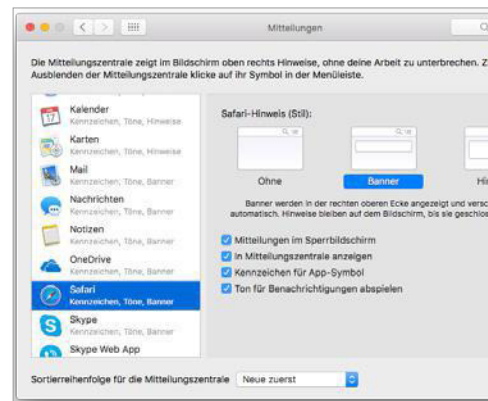 Mitteilungen
Die Mitteilungszentrale zeigt im Bildschirm oben rechts Hinweise, ohne deine Arbeit zu unterbrechen. Z
Ausblenden der Mitteilungszentrale klicke auf ihr Symbol in der Menüleiste.
Kalender
Kennzeichen, Töne, Hinweise
Karten
Kennzeichen, Töne, Hinweise
Mail
Kennzeichen, Töne, Banner
Nachrichten
Kennzeichen, Töne, Banner
Notizen
Kennzeichen, Töne, Banner
OneDrive
Kennzeichen, Töne, Banner
Safari
Kennzeichen, Töne, Banner
Skype
Kennzeichen, Töne, Banner
Skype Web App
Safari-Hinweis (Stil):
Ohne
Banner
Hin
Banner werden in der rechten oberen Ecke angezeigt und versc
automatisch. Hinweise bleiben auf dem Bildschirm, bis sie geschlos
Mitteilungen im Sperrbildschirm
In Mitteilungszentrale anzeigen
Kennzeichen für App-Symbol
Ton für Benachrichtigungen abspielen
Sortierreihenfolge für die Mitteilungszentrale
Neue zuerst